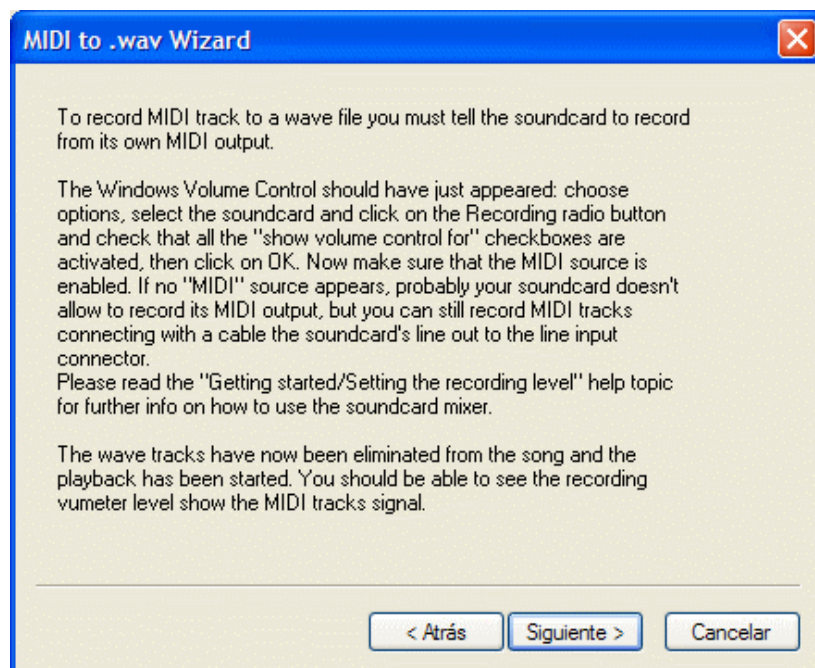 MIDI to .wav Wizard
To record MIDI track to a wave file you must tell the soundcard to record
from its own MIDI output.
The Windows Volume Control should have just appeared: choose
options, select the soundcard and click on the Recording radio button
and check that all the "show volume control for" checkboxes are
activated, then click on OK. Now make sure that the MIDI source is
enabled. If no "MIDI" source appears, probably your soundcard doesn't
allow to record its MIDI output, but you can still record MIDI tracks
connecting with a cable the soundcard's line out to the line input
connector.
Please read the "Getting started/Setting the recording level" help topic
for further info on how to use the soundcard mixer.
The wave tracks have now been eliminated from the song and the
playback has been started. You should be able to see the recording
vumeter level show the MIDI tracks signal.
< Atrás
Siguiente >
Cancelar